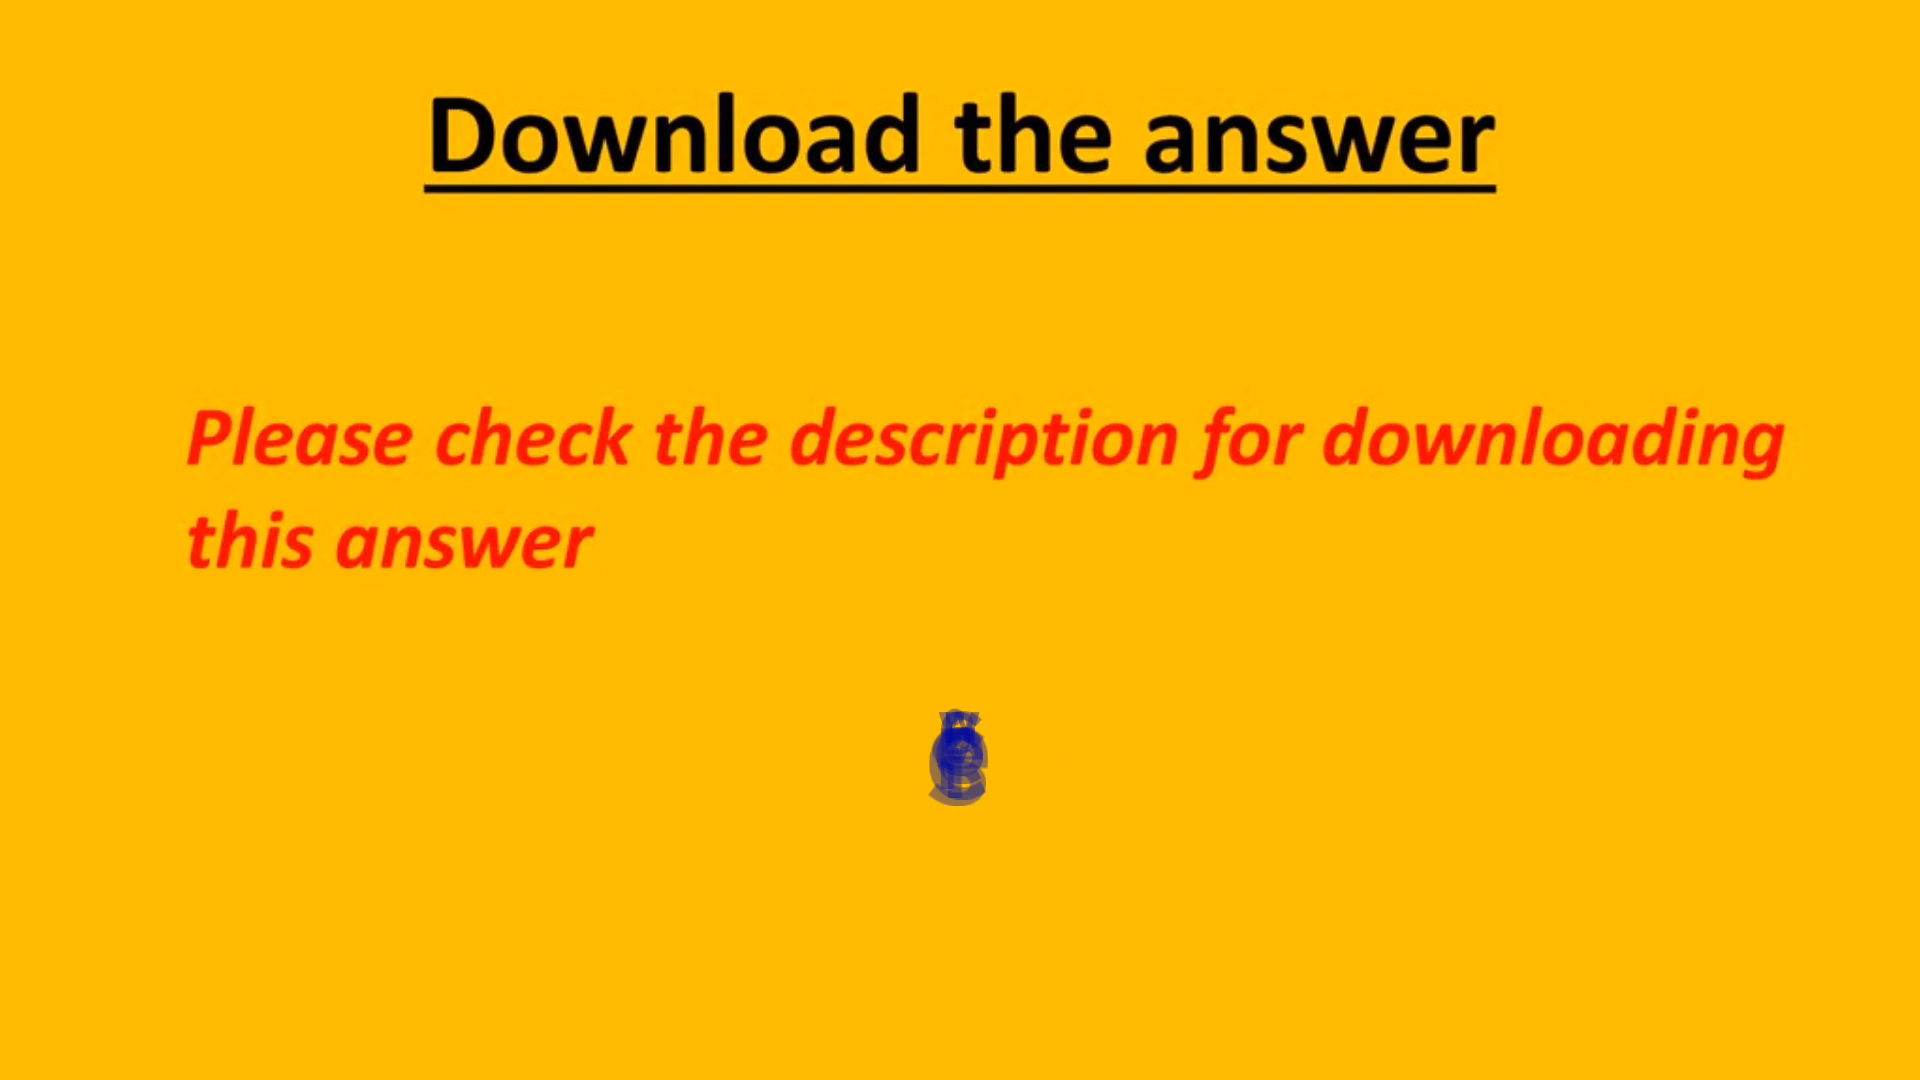 Download the answer
Please check the description for downloading
this answer